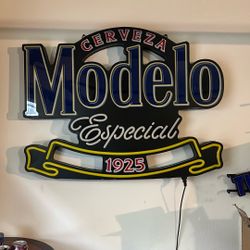 CERVEZA
Modelo
Especial
1925